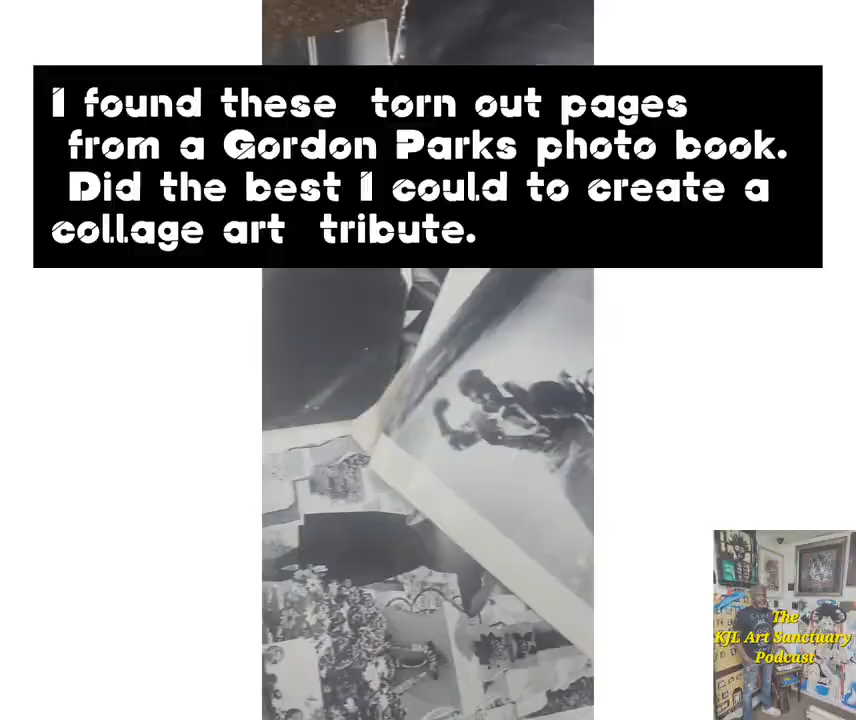 I found these torn out pages
from a Gordon Parks photo book.
Did the best I could to create a
collage art tribute.
The
KJL Art Sanctuary
Podcast